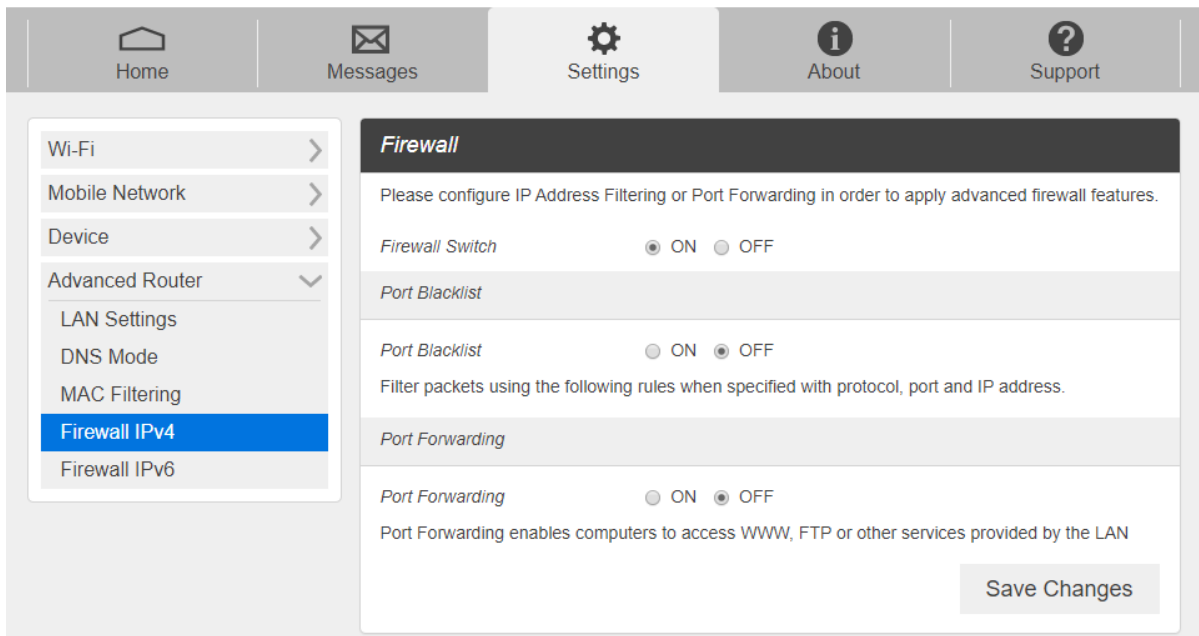 Home
Messages
Settings
About
Support
Wi-Fi
Mobile Network
Device
Advanced Router
LAN Settings
DNS Mode
MAC Filtering
Firewall IPv4
Firewall IPv6
Firewall
Please configure IP Address Filtering or Port Forwarding in order to apply advanced firewall features.
Firewall Switch ON OFF
Port Blacklist
Port Blacklist ON OFF
Filter packets using the following rules when specified with protocol, port and IP address.
Port Forwarding
Port Forwarding ON OFF
Port Forwarding enables computers to access WWW, FTP or other services provided by the LAN
Save Changes